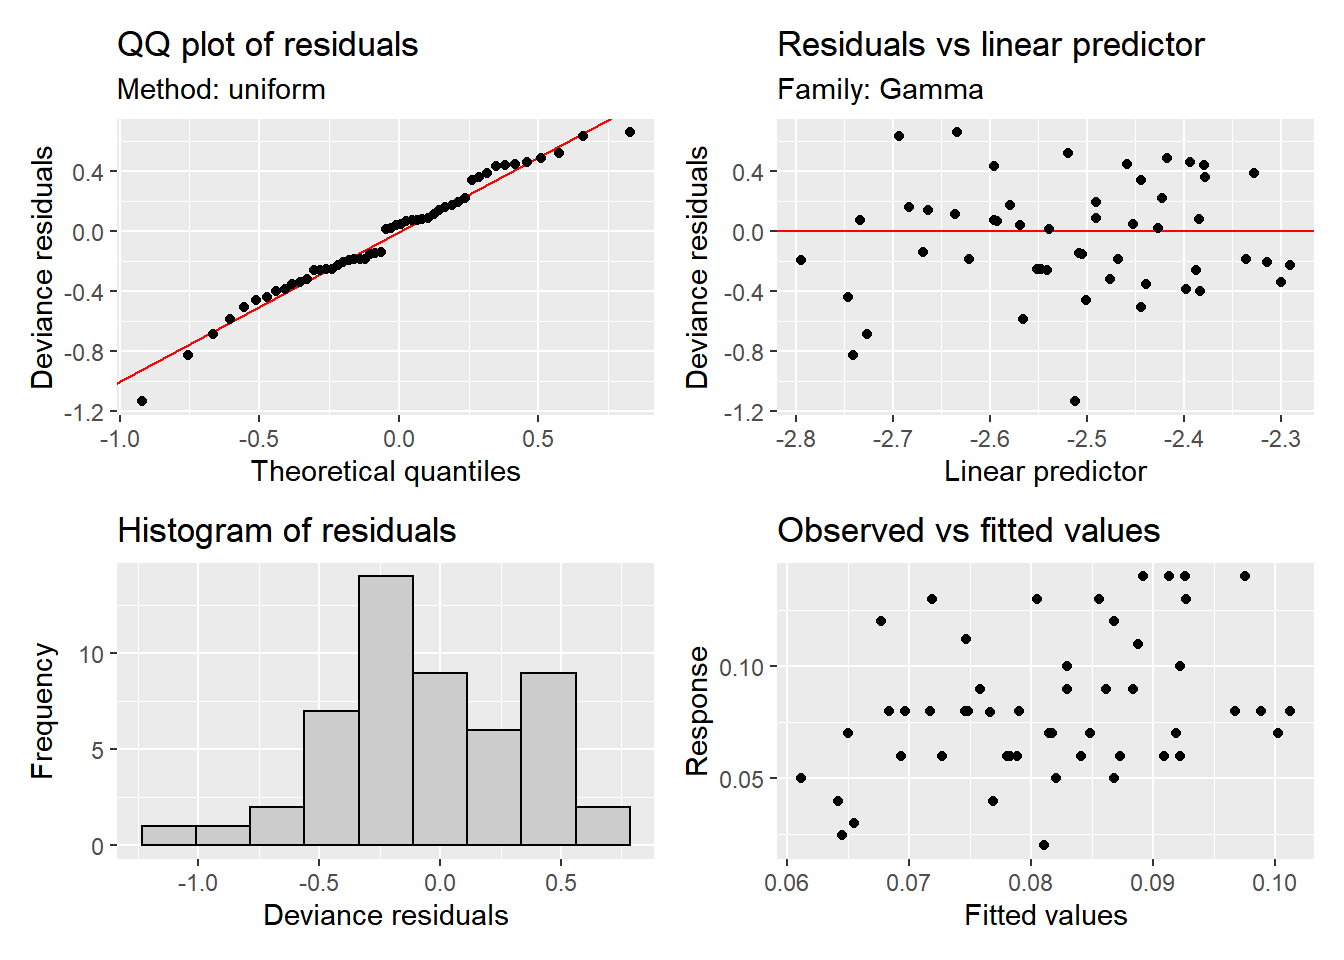 QQ plot of residuals
Method: uniform
Deviance residuals
0.4
0.0
-0.4
-0.8
-1.2
-1.0
-0.5
0.0
0.5
Theoretical quantiles
Residuals vs linear predictor
Family: Gamma
Deviance residuals
0.4
0.0
-0.4
-0.8
-1.2
-2.8
-2.7
-2.6
-2.5
-2.4
-2.3
Linear predictor
Histogram of residuals
Frequency
10
5
0
-1.0
-0.5
0.0
0.5
Deviance residuals
Observed vs fitted values
Response
0.10
0.05
0.06
0.07
0.08
0.09
0.10
Fitted values